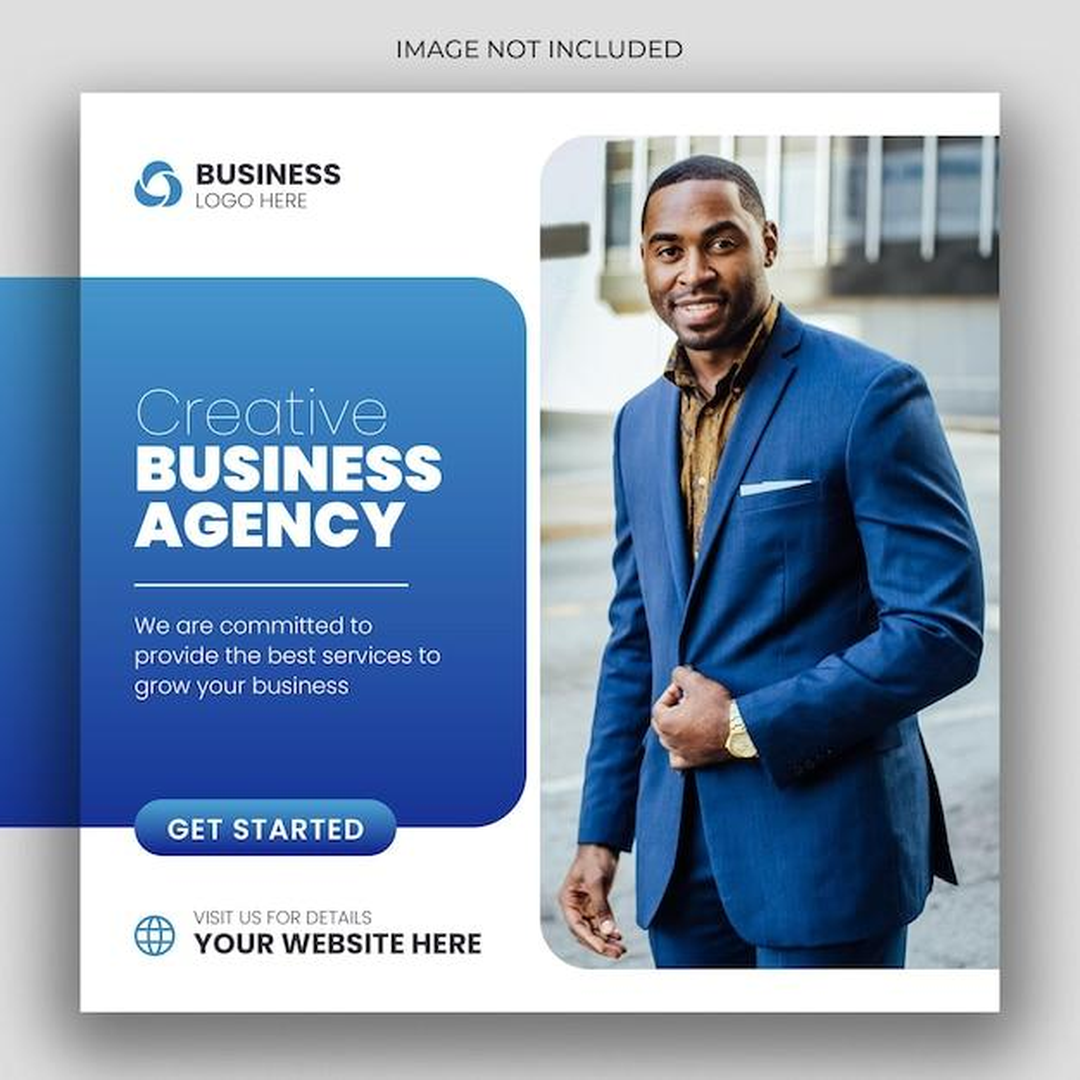 IMAGE NOT INCLUDED
BUSINESS
LOGO HERE
Creative
BUSINESS
AGENCY
We are committed to
provide the best services to
grow your business
GET STARTED
VISIT US FOR DETAILS
YOUR WEBSITE HERE